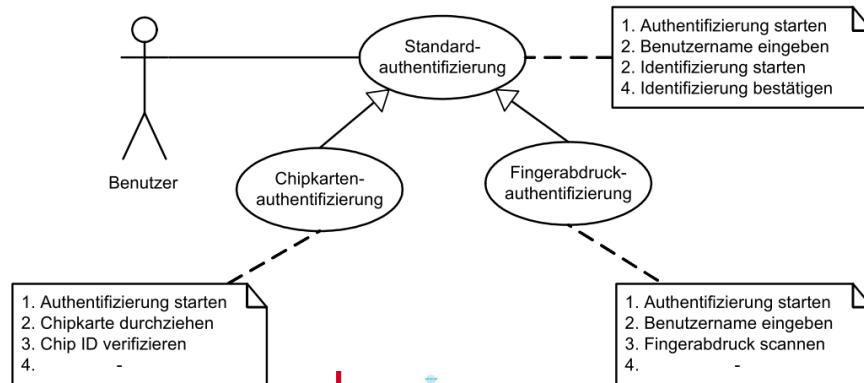 Standard-
authentifizierung
1. Authentifizierung starten
2. Benutzername eingeben
2. Identifizierung starten
4. Identifizierung bestätigen
Benutzer
Chipkarten-
authentifizierung
Fingerabdruck-
authentifizierung
1. Authentifizierung starten
2. Chipkarte durchziehen
3. Chip ID verifizieren
4. -
1. Authentifizierung starten
2. Benutzername eingeben
3. Fingerabdruck scannen
4. -